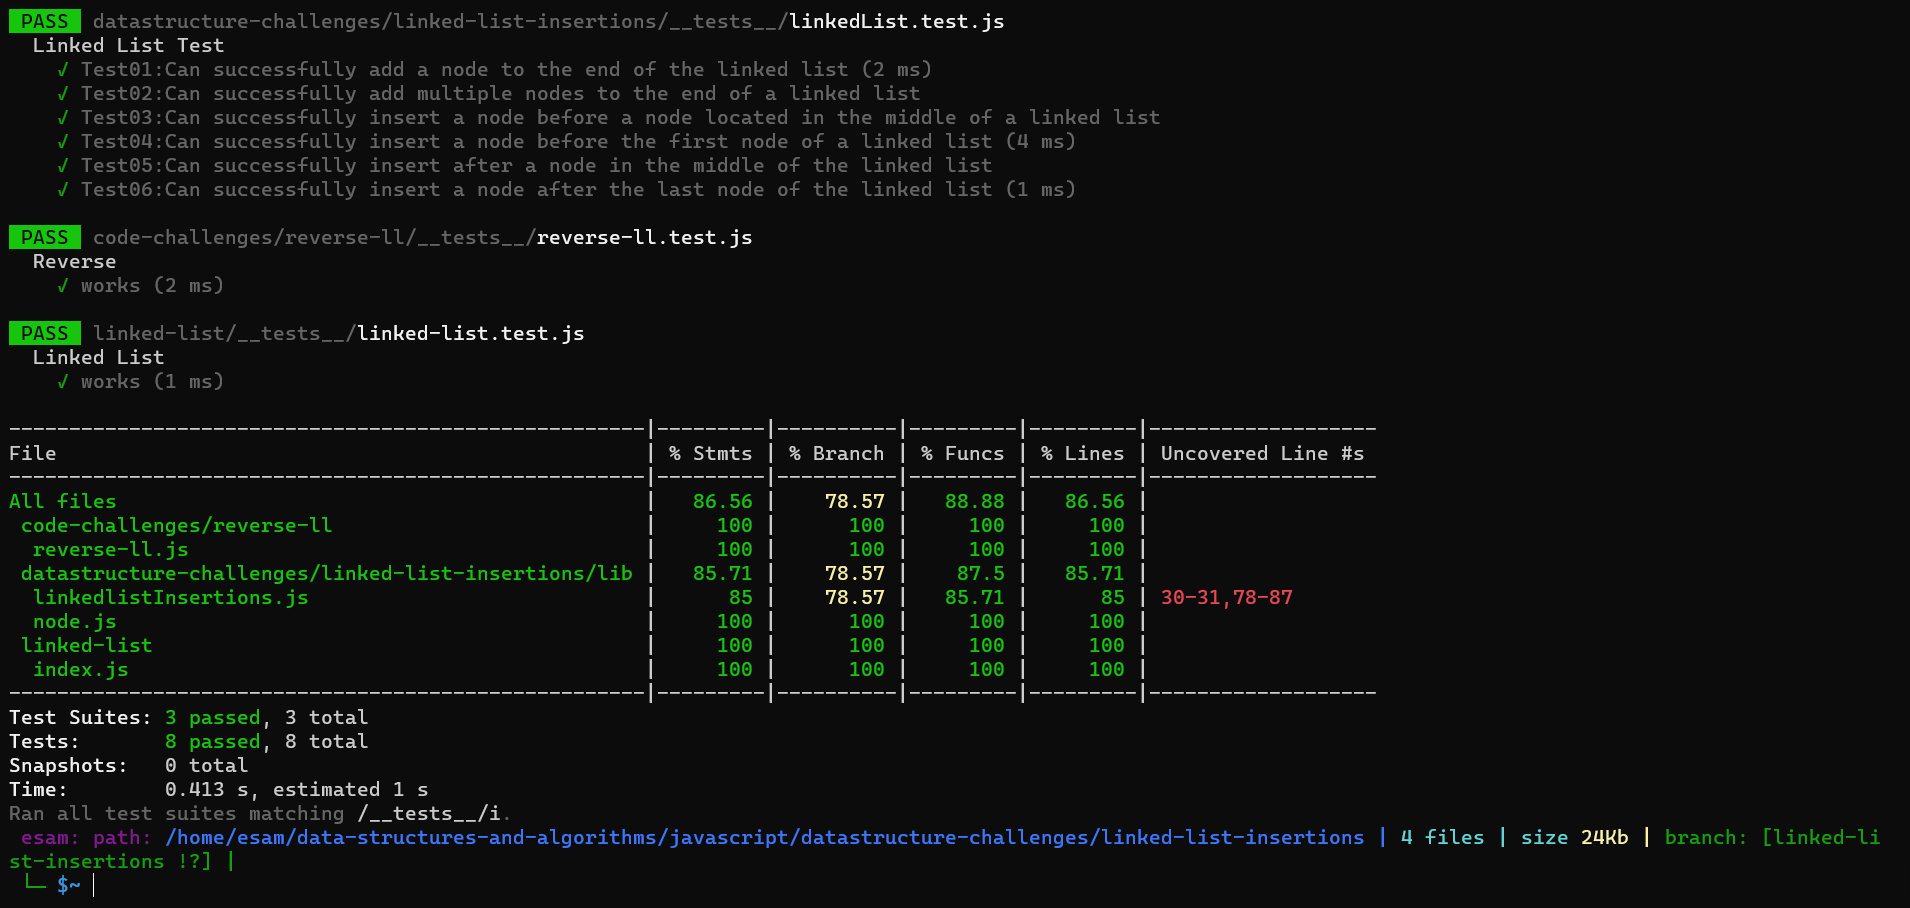 PASS datastructure-challenges/linked-list-insertions/__tests__/linkedList.test.js
Linked List Test
√ Test01:Can successfully add a node to the end of the linked list (2 ms)
√ Test02:Can successfully add multiple nodes to the end of a linked list
√ Test03:Can successfully insert a node before a node located in the middle of a linked list
√ Test04:Can successfully insert a node before the first node of a linked list (4 ms)
√ Test05:Can successfully insert after a node in the middle of the linked list
√ Test06:Can successfully insert a node after the last node of the linked list (1 ms)
PASS code-challenges/reverse-ll/__tests__/reverse-ll.test.js
Reverse
√ works (2 ms)
PASS linked-list/__tests__/linked-list.test.js
Linked List
√ works (1 ms)
-----------------------------------------------------|---------|----------|---------|---------|-------------------
File | % Stmts | % Branch | % Funcs | % Lines | Uncovered Line #s
-----------------------------------------------------|---------|----------|---------|---------|-------------------
All files | 86.56 | 78.57 | 88.88 | 86.56 |
code-challenges/reverse-ll | 100 | 100 | 100 | 100 |
reverse-ll.js | 100 | 100 | 100 | 100 |
datastructure-challenges/linked-list-insertions/lib | 85.71 | 78.57 | 87.5 | 85.71 |
linkedlistInsertions.js | 85 | 78.57 | 85.71 | 85 | 30-31,78-87
node.js | 100 | 100 | 100 | 100 |
linked-list | 100 | 100 | 100 | 100 |
index.js | 100 | 100 | 100 | 100 |
-----------------------------------------------------|---------|----------|---------|---------|-------------------
Test Suites: 3 passed, 3 total
Tests: 8 passed, 8 total
Snapshots: 0 total
Time: 0.413 s, estimated 1 s
Ran all test suites matching /__tests__/i.
esam: path: /home/esam/data-structures-and-algorithms/javascript/datastructure-challenges/linked-list-insertions | 4 files | size 24Kb | branch: [linked-li
st-insertions !?] |
└─ $~